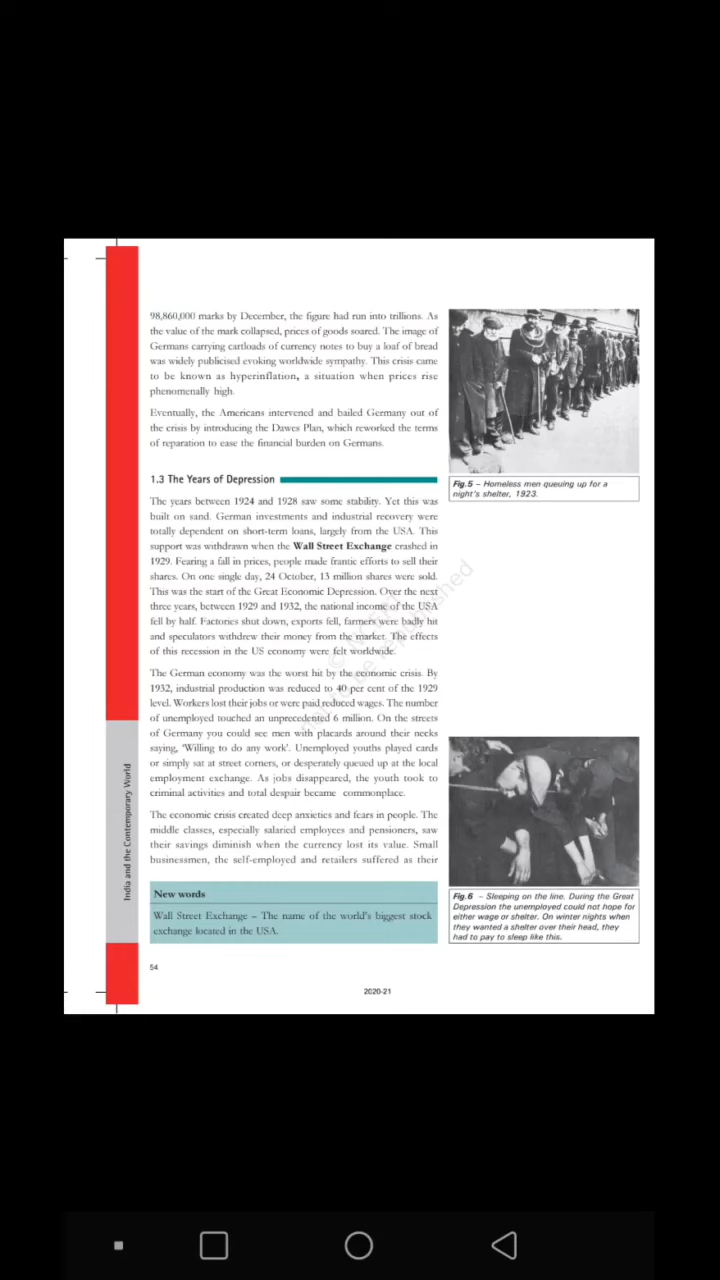 98,860,000 marks by December, the figure had run into trillions. As
the value of the mark collapsed, prices of goods soared. The image of
Germans carrying cartloads of currency notes to buy a loaf of bread
was widely publicised evoking worldwide sympathy. This crisis came
to be known as hyperinflation, a situation when prices rise
phenomenally high.
Eventually, the Americans intervened and bailed Germany out of
the crisis by introducing the Dawes Plan, which reworked the terms
of reparation to ease the financial burden on Germans.
1.3 The Years of Depression
The years between 1924 and 1928 saw some stability. Yet this was
built on sand. German investments and industrial recovery were
totally dependent on short-term loans, largely from the USA. This
support was withdrawn when the Wall Street Exchange crashed in
1929. Fearing a fall in prices, people made frantic efforts to sell their
shares. On one single day, 24 October, 13 million shares were sold.
This was the start of the Great Economic Depression. Over the next
three years, between 1929 and 1932, the national income of the USA
fell by half. Factories shut down, exports fell, farmers were badly hit
and speculators withdrew their money from the market. The effects
of this recession in the US economy were felt worldwide.
The German economy was the worst hit by the economic crisis. By
1932, industrial production was reduced to 40 per cent of the 1929
level. Workers lost their jobs or were paid reduced wages. The number
of unemployed touched an unprecedented 6 million. On the streets
of Germany you could see men with placards around their necks
saying, 'Willing to do any work'. Unemployed youths played cards
or simply sat at street corners, or desperately queued up at the local
employment exchange. As jobs disappeared, the youth took to
criminal activities and total despair became commonplace.
The economic crisis created deep anxieties and fears in people. The
middle classes, especially salaried employees and pensioners, saw
their savings diminish when the currency lost its value. Small
businessmen, the self-employed and retailers suffered as their
New words
Wall Street Exchange – The name of the world's biggest stock
exchange located in the USA.
Fig.5 – Homeless men queuing up for a
night's shelter, 1923.
Fig.6 – Sleeping on the line. During the Great
Depression the unemployed could not hope for
either wage or shelter. On winter nights when
they wanted a shelter over their head, they
had to pay to sleep like this.
India and the Contemporary World
54
2020-21
not to be republished